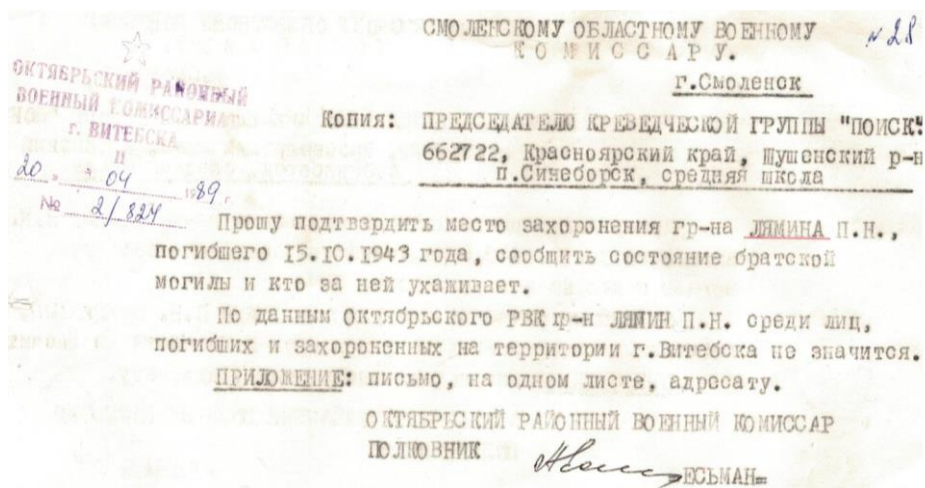 СМОЛЕНСКОМУ ОБЛАСТНОМУ ВОЕННОМУ
КОМИССАРУ.
г.Смоленск
№ 28
ОКТЯБРЬСКИЙ РАЙОННЫЙ
ВОЕННЫЙ КОМИССАРИАТ
г. ВИТЕБСКА
20 " 04 1989 г.
№ 2/824
Копия: ПРЕДСЕДАТЕЛЮ КРЕВЕДЧЕСКОЙ ГРУППЫ "ПОИСК":
662722, Красноярский край, Шушенский р-н
п.Синеборск, средняя школа
Прошу подтвердить место захоронения гр-на ЛЯМИНА П.Н.,
погибшего 15.10.1943 года, сообщить состояние братской
могилы и кто за ней ухаживает.
По данным Октябрьского РВК гр-н ЛЯМИН П.Н. среди лиц,
погибших и захороненных на территории г.Витебска не значится.
ПРИЛОЖЕНИЕ: письмо, на одном листе, адресату.
ОКТЯБРЬСКИЙ РАЙОННЫЙ ВОЕННЫЙ КОМИССАР
ПОЛКОВНИК
ЕСЬМАН=